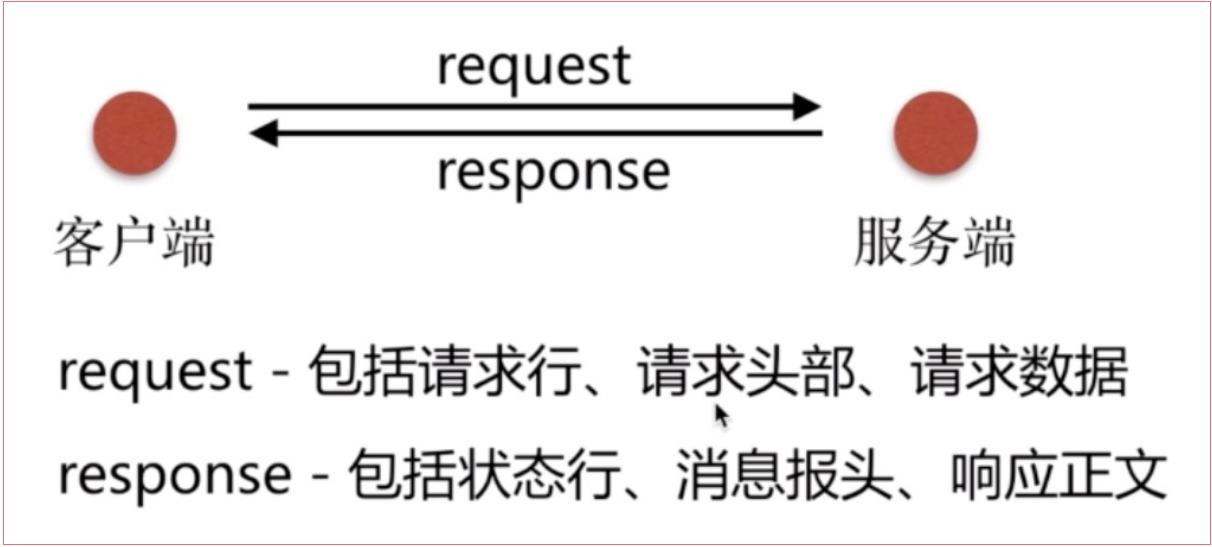 request
response
客户端
服务端
request - 包括请求行、请求头部、请求数据
response - 包括状态行、消息报头、响应正文